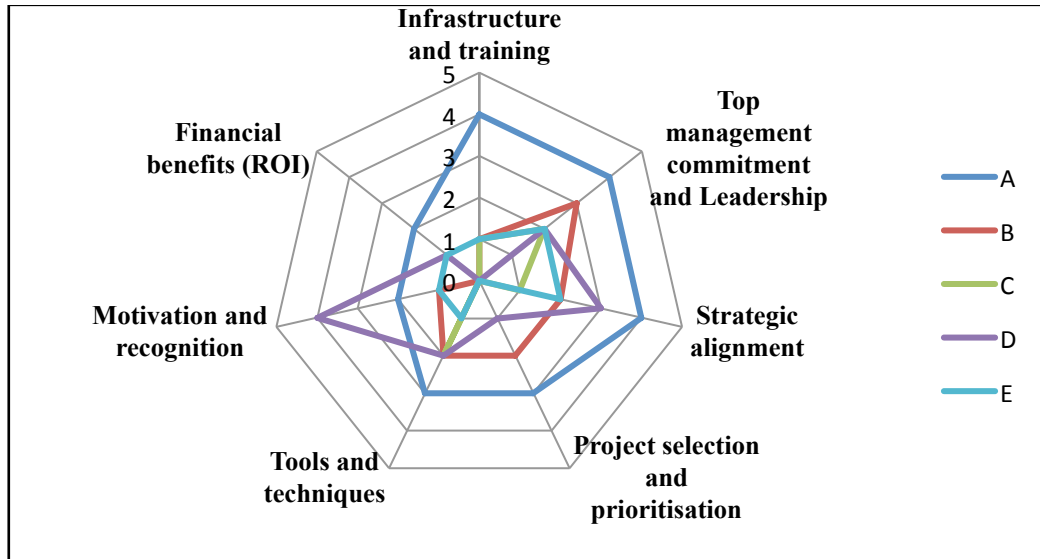 Infrastructure
and training
Top
management
commitment
and Leadership
Strategic
alignment
Project selection
and
prioritisation
Tools and
techniques
Motivation and
recognition
Financial
benefits (ROI)
5
4
3
2
1
0
A
B
C
D
E